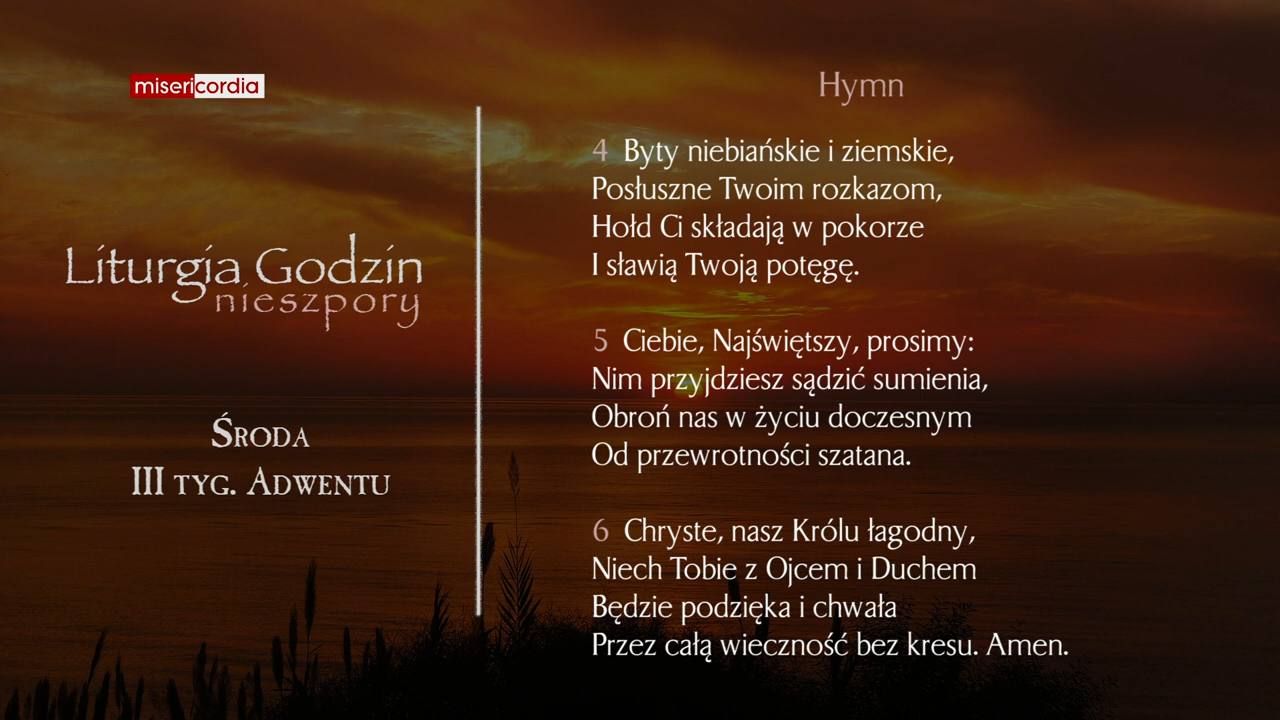 misericordia
Liturgia Godzin
nieszpory
Środa
III tyg. Adwentu
Hymn
4 Byty niebiańskie i ziemskie,
Posłuszne Twoim rozkazom,
Hołd Ci składają w pokorze
I sławią Twoją potęgę.
5 Ciebie, Najświętszy, prosimy:
Nim przyjdziesz sądzić sumienia,
Obroń nas w życiu doczesnym
Od przewrotności szatana.
6 Chryste, nasz Królu łagodny,
Niech Tobie z Ojcem i Duchem
Będzie podzięka i chwała
Przez całą wieczność bez kresu. Amen.